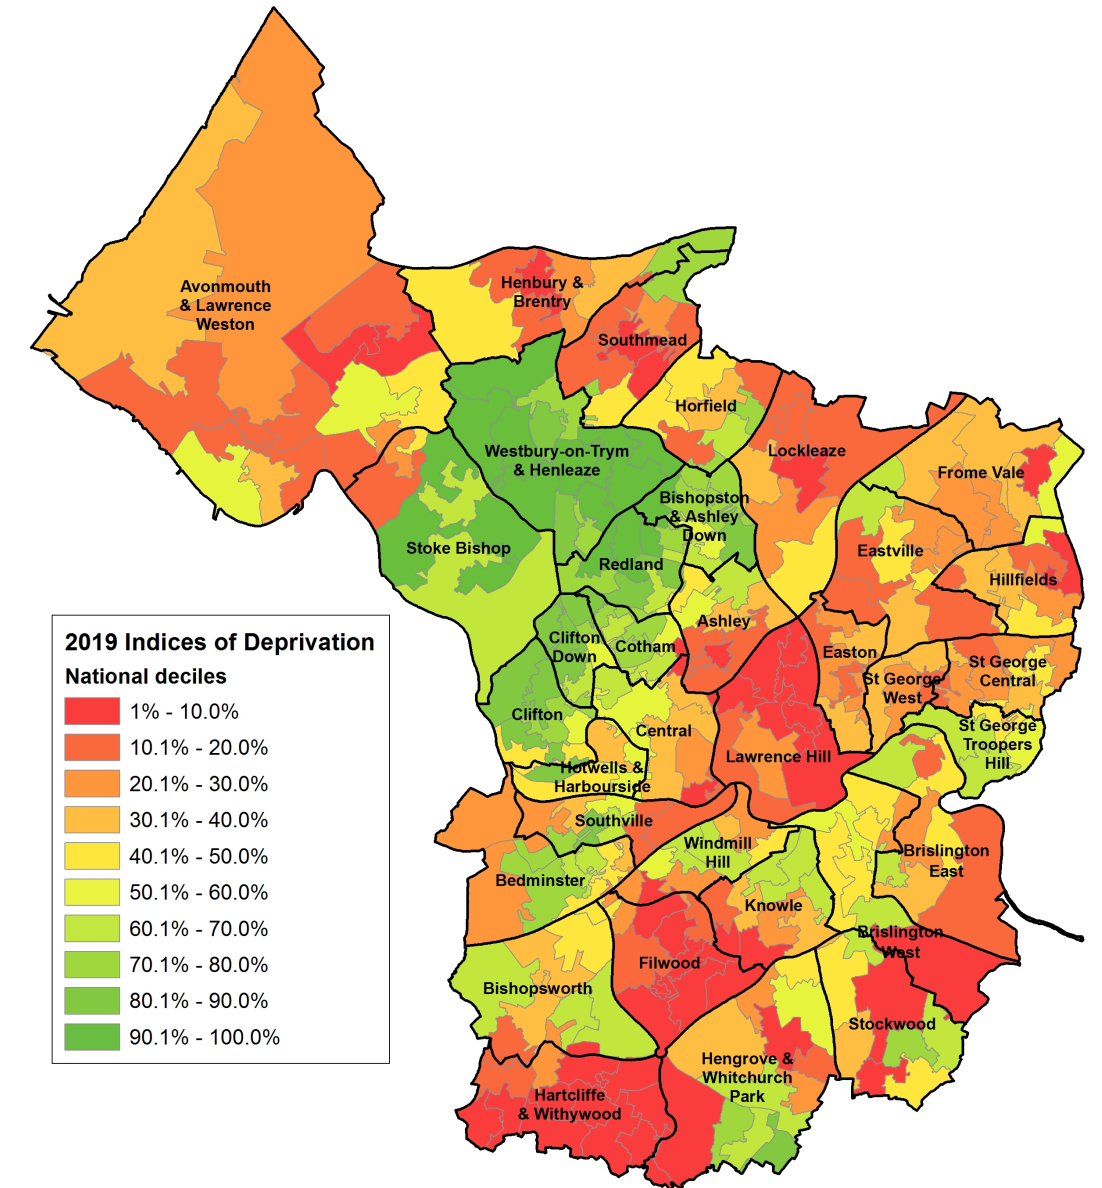 Avonmouth
& Lawrence
Weston
Henbury &
Brentry
Southmead
Horfield
Lockleaze
Westbury-on-Trym
& Henleaze
Frome Vale
Bishopston
& Ashley
Down
Stoke Bishop
Eastville
Redland
Hillfields
Ashley
Clifton
Down
Cotham
Easton
St George
Central
St George
West
Clifton
Central
St George
Troopers
Hill
Lawrence Hill
Hotwells &
Harbourside
Southville
Windmill
Hill
Brislington
East
Bedminster
Knowle
Brislington
West
Filwood
Bishopsworth
Stockwood
Hengrove &
Whitchurch
Park
Hartcliffe
& Withywood
2019 Indices of Deprivation
National deciles
1% - 10.0%
10.1% - 20.0%
20.1% - 30.0%
30.1% - 40.0%
40.1% - 50.0%
50.1% - 60.0%
60.1% - 70.0%
70.1% - 80.0%
80.1% - 90.0%
90.1% - 100.0%